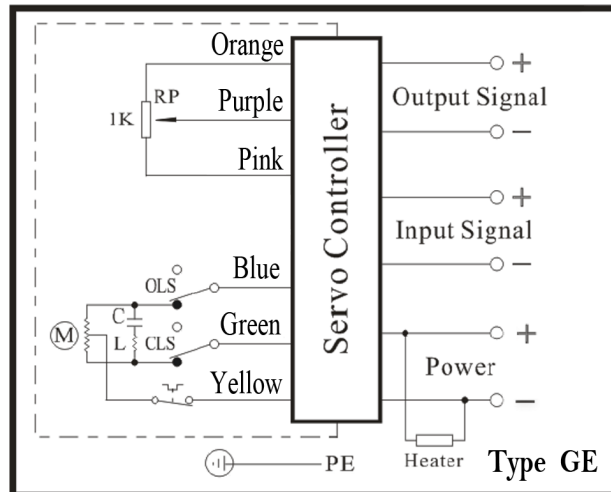 Orange
RP
1K
Purple
Pink
Servo Controller
+
Output Signal
−
+
Input Signal
−
Blue
OLS
C
M
L
CLS
Green
Yellow
+
Power
−
Heater
PE
Type GE